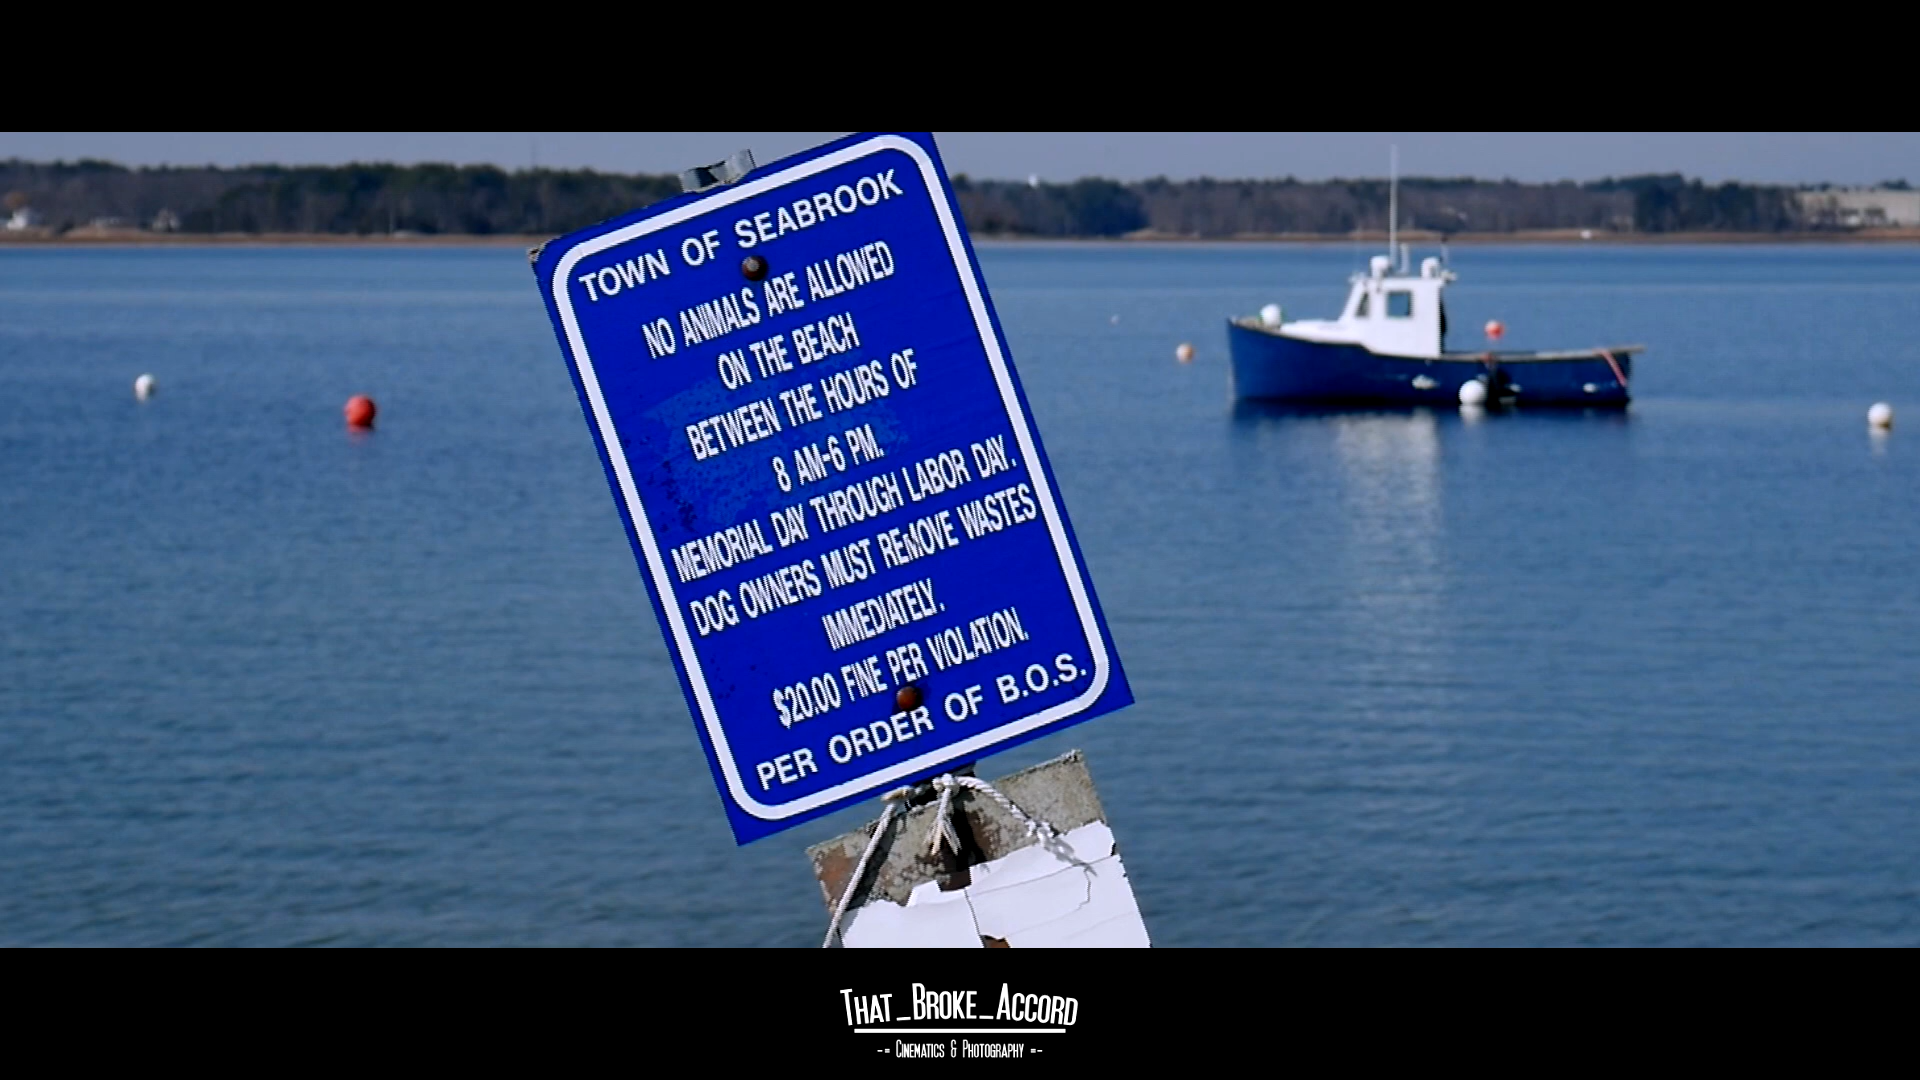 TOWN OF SEABROOK
NO ANIMALS ARE ALLOWED
ON THE BEACH
BETWEEN THE HOURS OF
8 AM-6 PM.
MEMORIAL DAY THROUGH LABOR DAY.
DOG OWNERS MUST REMOVE WASTES
IMMEDIATELY.
$20.00 FINE PER VIOLATION.
PER ORDER OF B.O.S.
THAT_BROKE_ACCORD
-= CINEMATICS & PHOTOGRAPHY =-